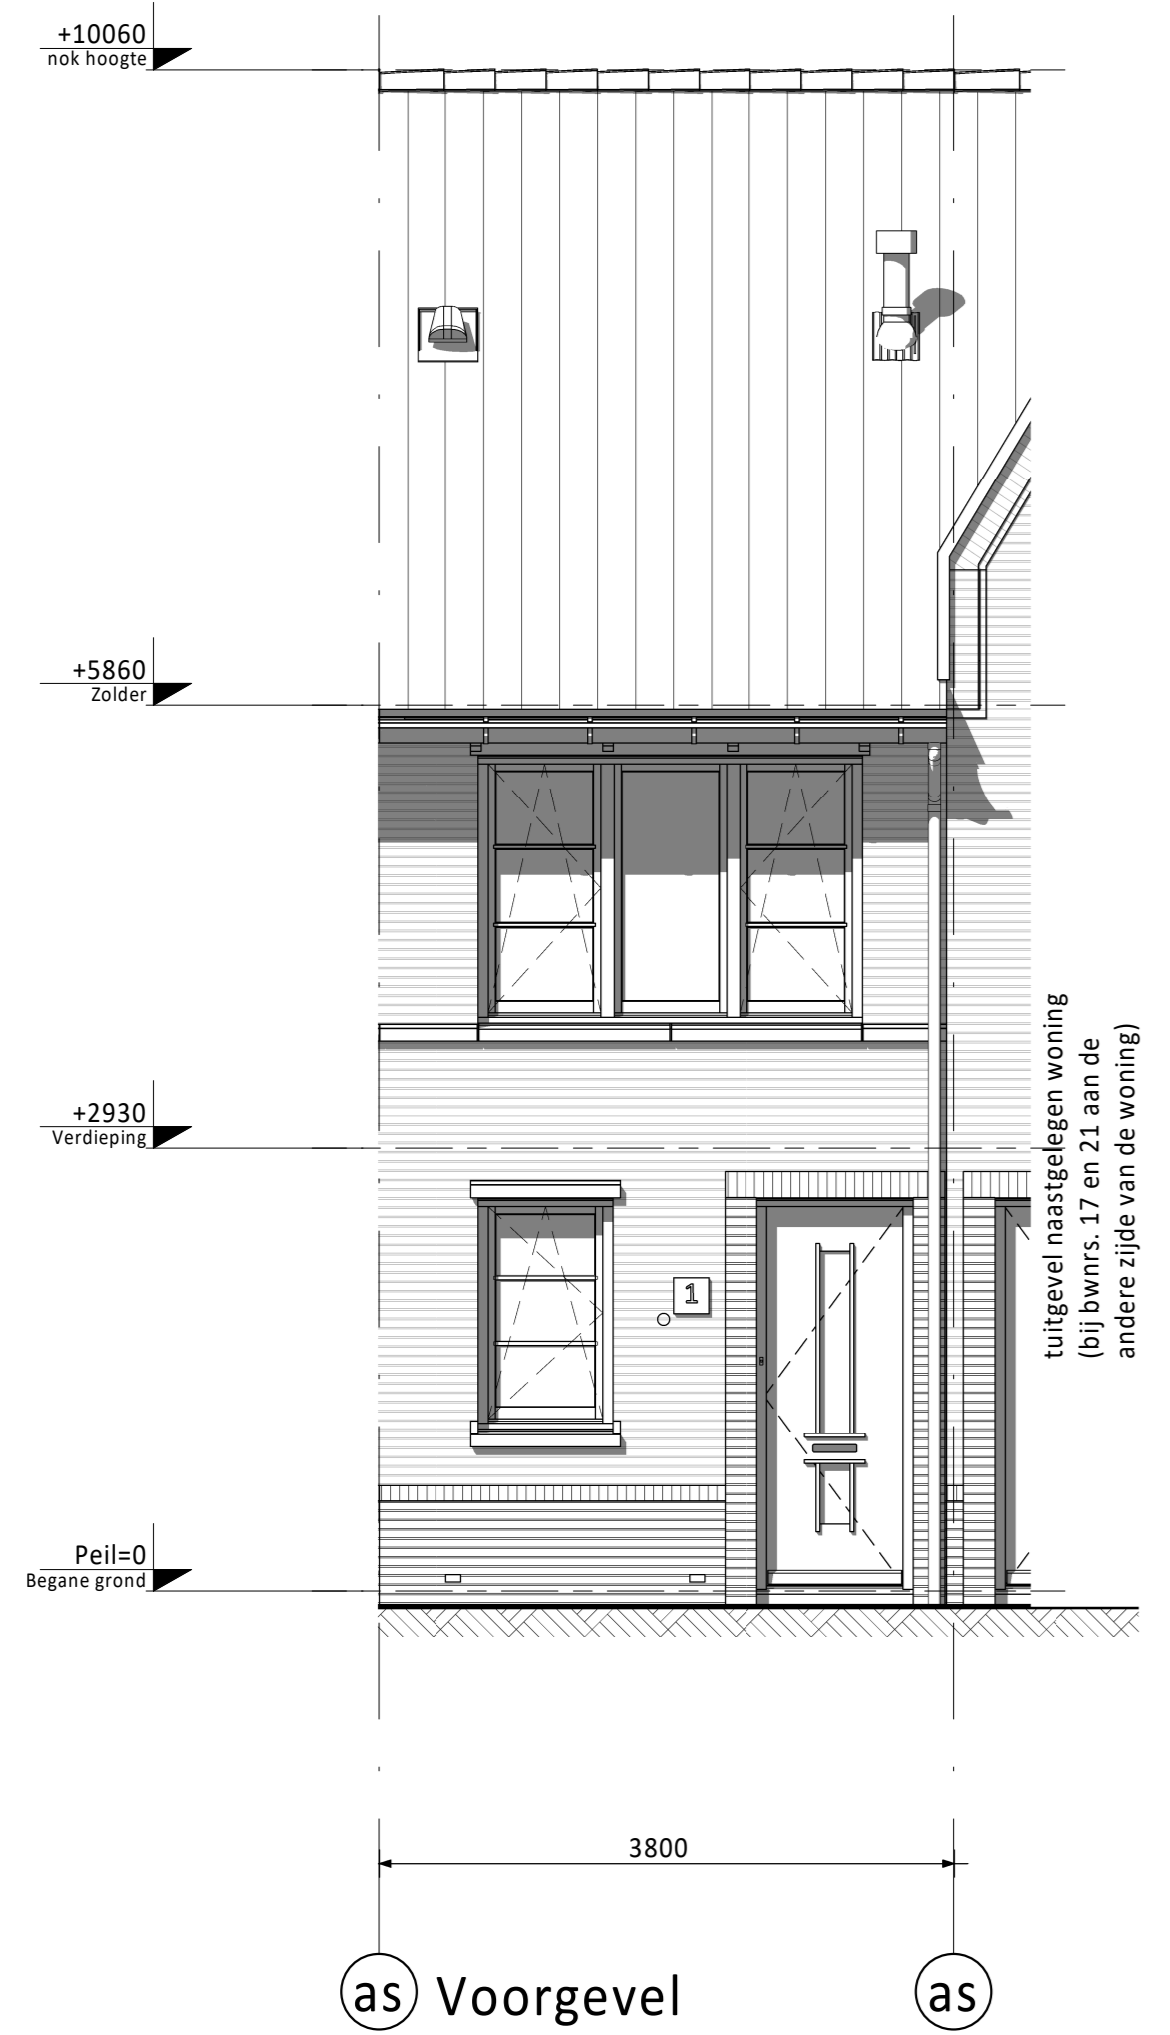 +10060
nok hoogte
+5860
Zolder
+2930
Verdieping
tuitgevel naastgelegen woning
(bij bwnrs. 17 en 21 aan de
andere zijde van de woning)
1
Peil=0
Begane grond
3800
as Voorgevel as